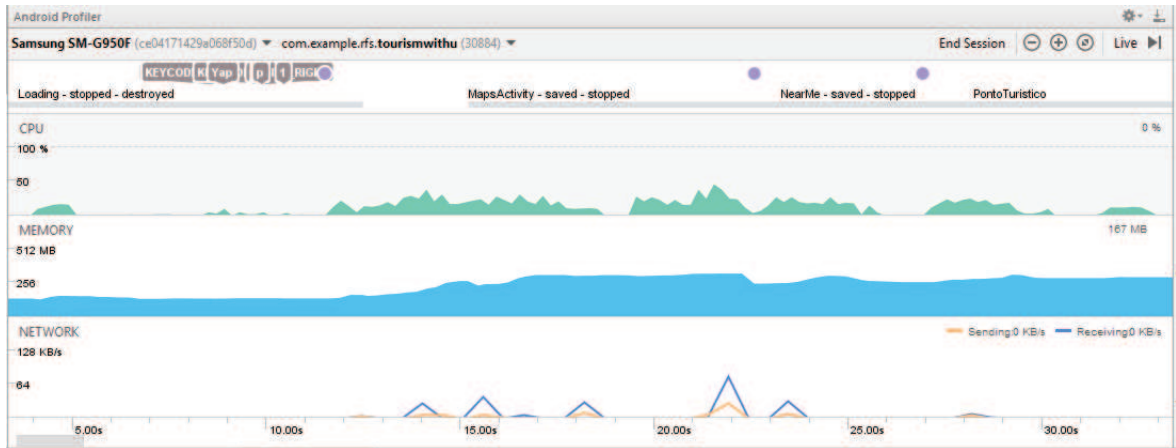 Android Profiler
Samsung SM-G950F (ce04171429a068f50d) com.example.rfs.tourismwithu (30884) End Session Live
KEYCOD Yap p 1
Loading - stopped - destroyed MapsActivity - saved - stopped NearMe - saved - stopped PontoTuristico
CPU 0 %
100 %
50
MEMORY 167 MB
512 MB
256
NETWORK Sending:0 KB/s Receiving:0 KB/s
128 KB/s
64
5.00s 10.00s 15.00s 20.00s 25.00s 30.00s